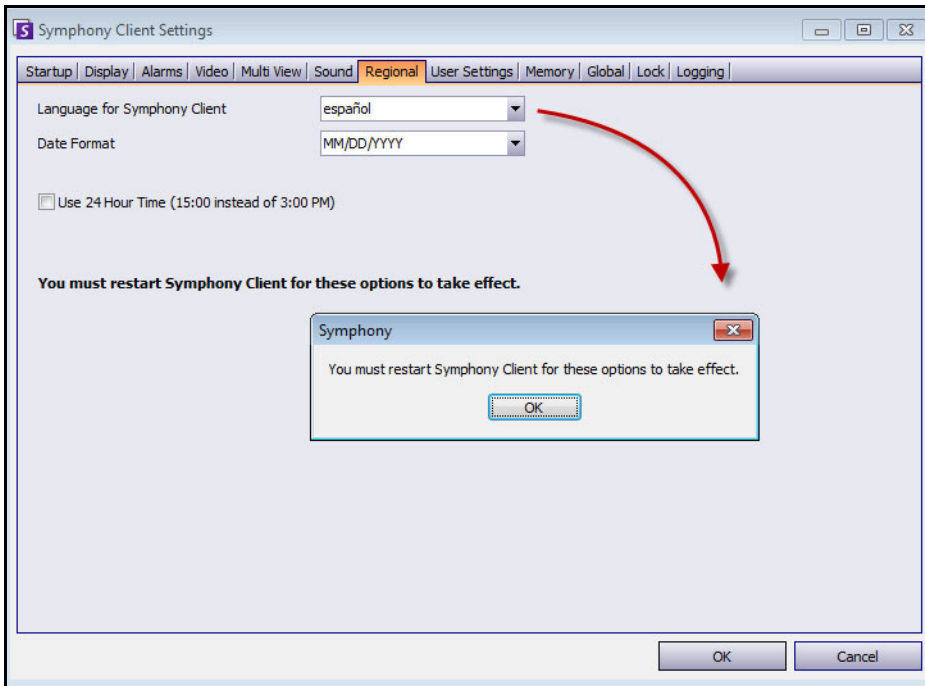 Symphony Client Settings
Startup Display Alarms Video Multi View Sound Regional User Settings Memory Global Lock Logging
Language for Symphony Client español
Date Format MM/DD/YYYY
Use 24 Hour Time (15:00 instead of 3:00 PM)
You must restart Symphony Client for these options to take effect.
Symphony
You must restart Symphony Client for these options to take effect.
OK
OK Cancel